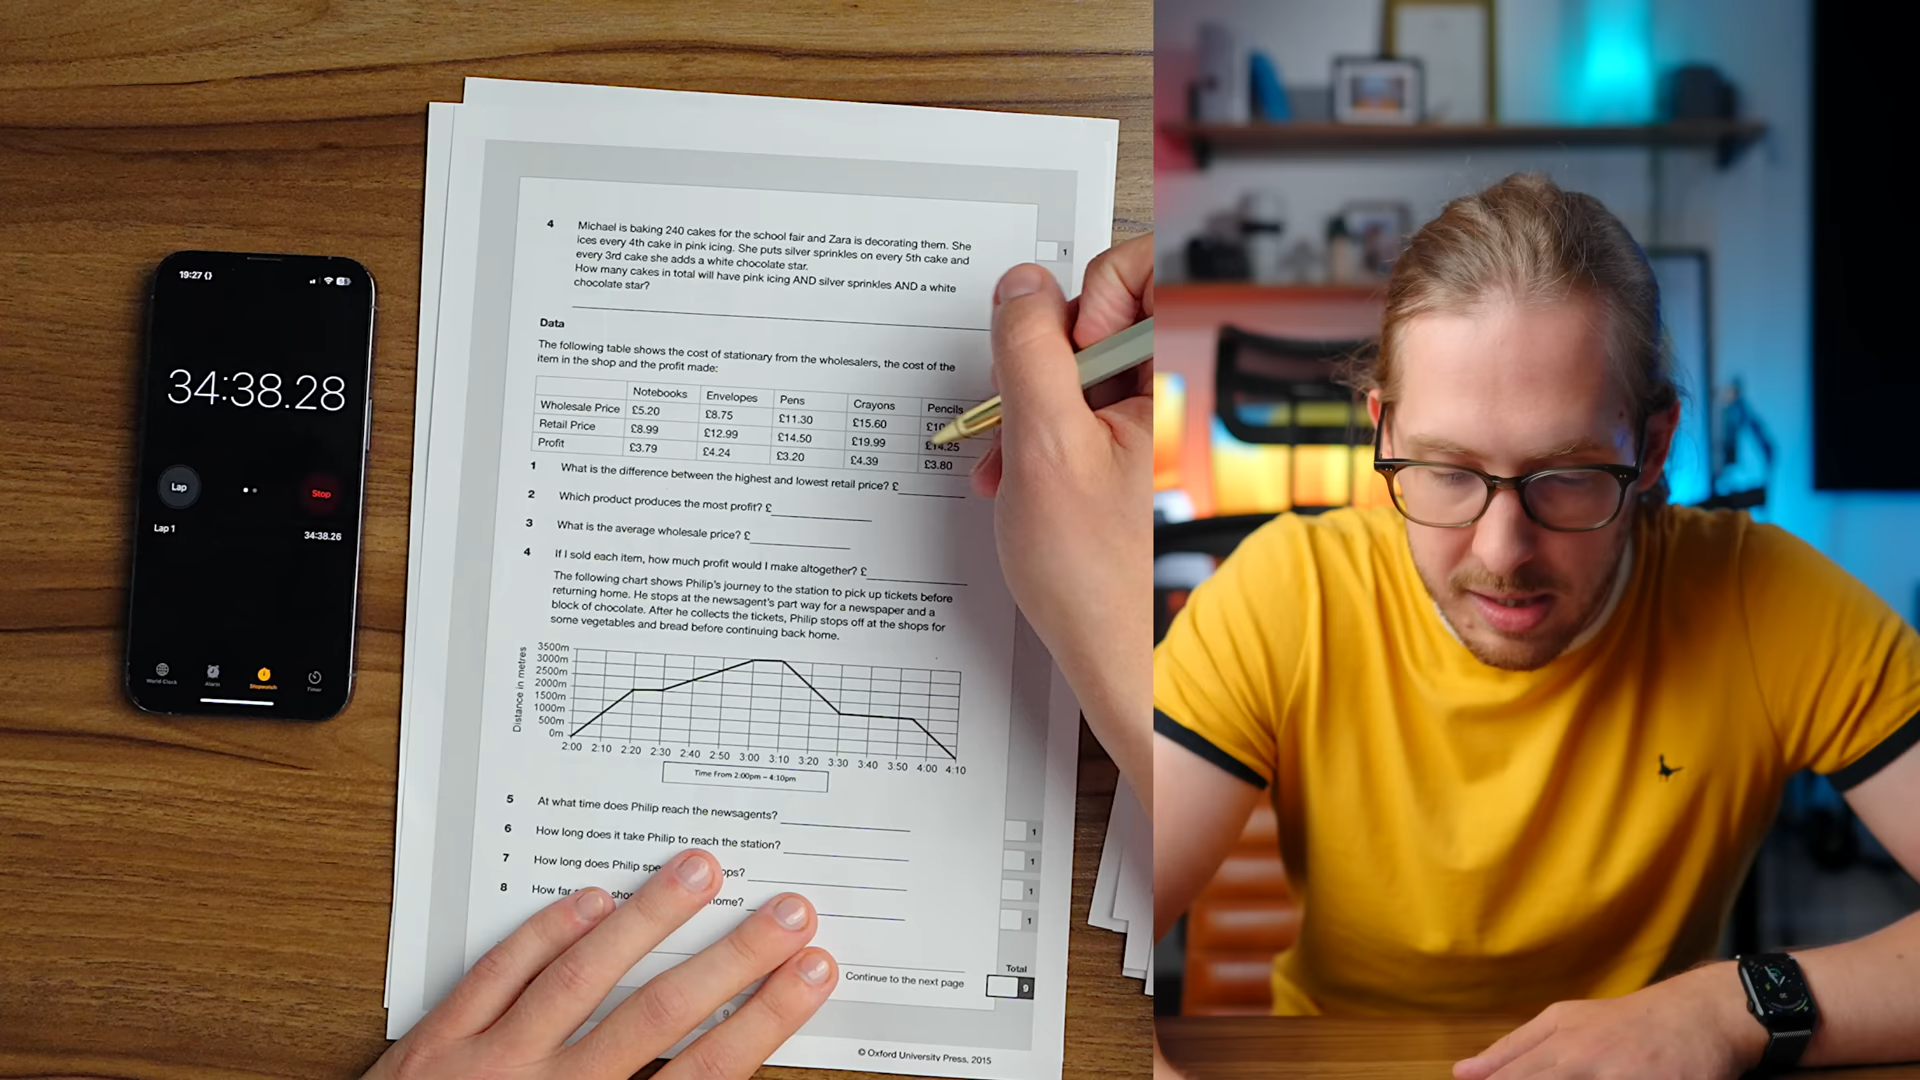 19:27
34:38.28
Lap
Stop
Lap 1
34:38.26
World Clock
Alarm
Stopwatch
Timer
4 Michael is baking 240 cakes for the school fair and Zara is decorating them. She
ices every 4th cake in pink icing. She puts silver sprinkles on every 5th cake and
every 3rd cake she adds a white chocolate star.
How many cakes in total will have pink icing AND silver sprinkles AND a white
chocolate star?
1
Data
The following table shows the cost of stationary from the wholesalers, the cost of the
item in the shop and the profit made:
Notebooks Envelopes Pens Crayons Pencils
Wholesale Price £5.20 £8.75 £11.30 £15.60
Retail Price £8.99 £12.99 £14.50 £19.99 £14.25
Profit £3.79 £4.24 £3.20 £4.39 £3.80
1 What is the difference between the highest and lowest retail price? £
2 Which product produces the most profit? £
3 What is the average wholesale price? £
4 If I sold each item, how much profit would I make altogether? £
The following chart shows Philip's journey to the station to pick up tickets before
returning home. He stops at the newsagent's part way for a newspaper and a
block of chocolate. After he collects the tickets, Philip stops off at the shops for
some vegetables and bread before continuing back home.
Distance in metres
3500m
3000m
2500m
2000m
1500m
1000m
500m
0m
2:00 2:10 2:20 2:30 2:40 2:50 3:00 3:10 3:20 3:30 3:40 3:50 4:00 4:10
Time From 2:00pm – 4:10pm
5 At what time does Philip reach the newsagents? 1
6 How long does it take Philip to reach the station? 1
7 How long does Philip 1
8 How far home? 1
Total
9
Continue to the next page
9
© Oxford University Press, 2015